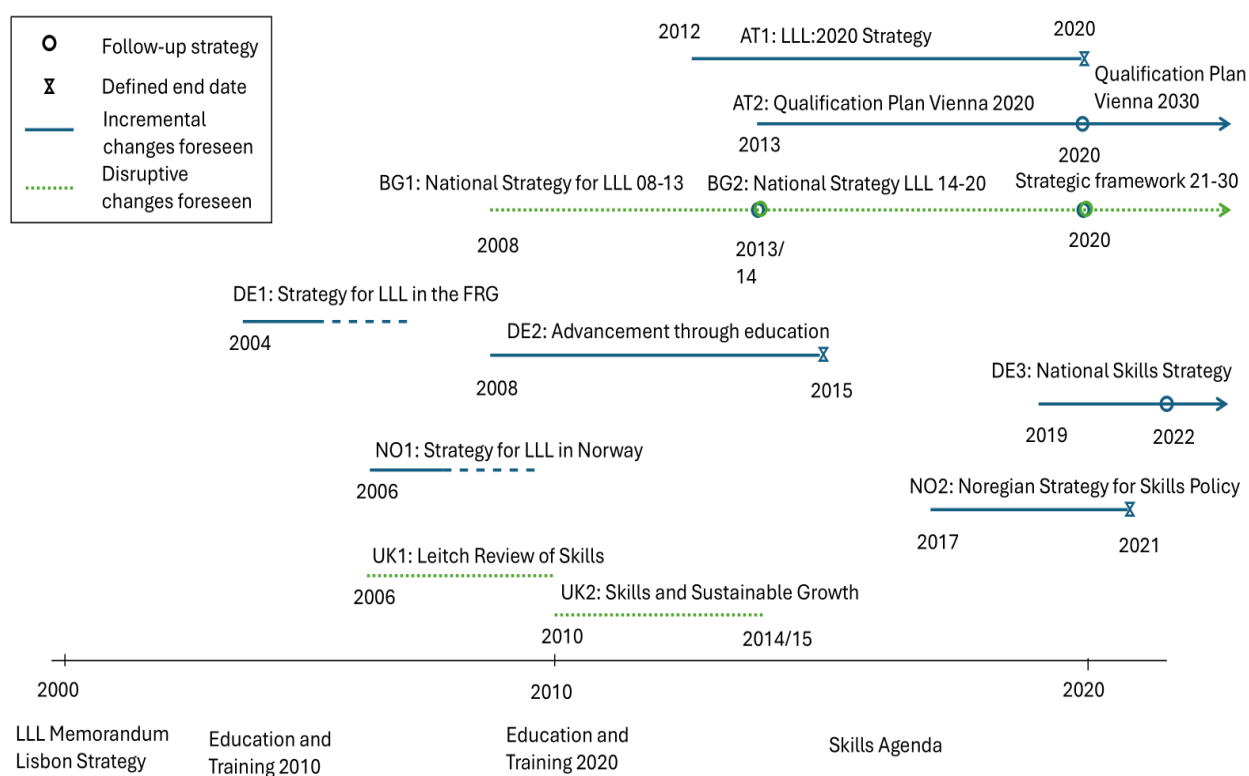 Follow-up strategy
Defined end date
Incremental
changes foreseen
Disruptive
changes foreseen
2012
AT1: LLL:2020 Strategy
2020
Qualification Plan
Vienna 2030
AT2: Qualification Plan Vienna 2020
2013
2020
BG1: National Strategy for LLL 08-13
BG2: National Strategy LLL 14-20
Strategic framework 21-30
2008
2013/
14
2020
DE1: Strategy for LLL in the FRG
2004
DE2: Advancement through education
2008
2015
DE3: National Skills Strategy
2019
2022
NO1: Strategy for LLL in Norway
2006
NO2: Noregian Strategy for Skills Policy
2017
2021
UK1: Leitch Review of Skills
2006
UK2: Skills and Sustainable Growth
2010
2014/15
2000
2010
2020
LLL Memorandum
Lisbon Strategy
Education and
Training 2010
Education and
Training 2020
Skills Agenda